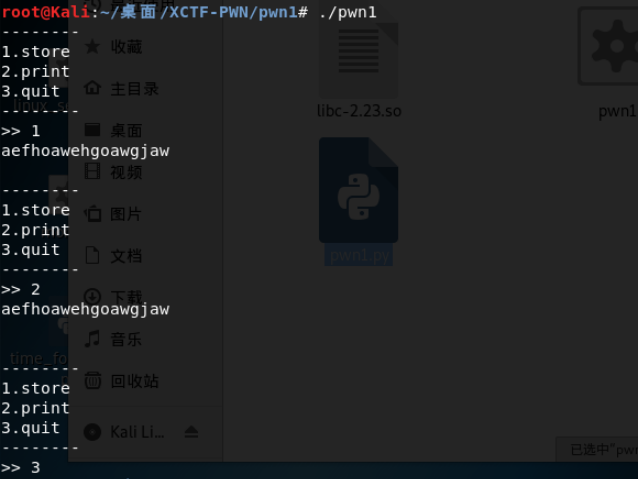 root@Kali:~/桌面/XCTF-PWN/pwn1# ./pwn1
--------
1.store
2.print
3.quit
--------
>> 1
aefhoawehgoawgjaw
--------
1.store
2.print
3.quit
--------
>> 2
aefhoawehgoawgjaw
--------
1.store
2.print
3.quit
--------
>> 3
收藏
主目录
桌面
视频
图片
文档
下载
音乐
回收站
Kali Li...
libc-2.23.so
pwn1
pwn1.py
time_fo
已选中"pwn